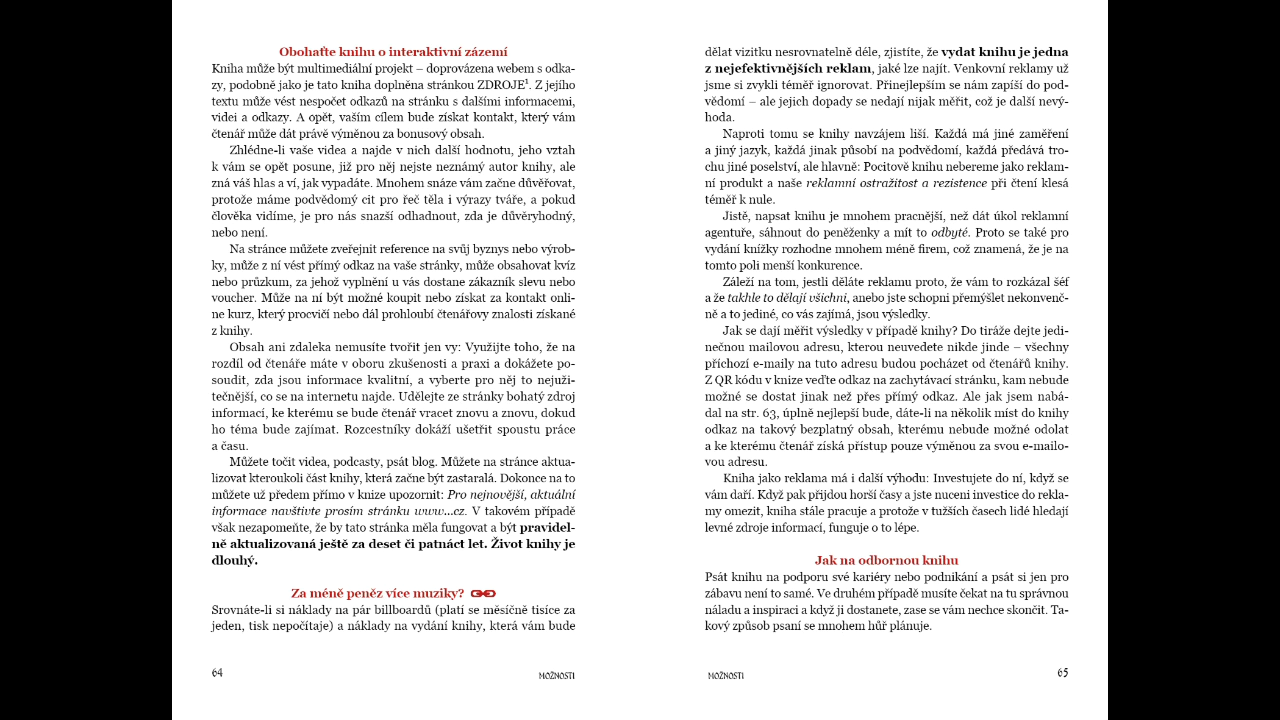 Obohaťte knihu o interaktivní zázemí
Kniha může být multimediální projekt – doprovázena webem s odka-
zy, podobně jako je tato kniha doplněna stránkou ZDROJE¹. Z jejího
textu může vést nespočet odkazů na stránku s dalšími informacemi,
videi a odkazy. A opět, vaším cílem bude získat kontakt, který vám
čtenář může dát právě výměnou za bonusový obsah.
Zhlédne-li vaše videa a najde v nich další hodnotu, jeho vztah
k vám se opět posune, již pro něj nejste neznámý autor knihy, ale
zná váš hlas a ví, jak vypadáte. Mnohem snáze vám začne důvěřovat,
protože máme podvědomý cit pro řeč těla i výrazy tváře, a pokud
člověka vidíme, je pro nás snazší odhadnout, zda je důvěryhodný,
nebo není.
Na stránce můžete zveřejnit reference na svůj byznys nebo výrob-
ky, může z ní vést přímý odkaz na vaše stránky, může obsahovat kvíz
nebo průzkum, za jehož vyplnění u vás dostane zákazník slevu nebo
voucher. Může na ní být možné koupit nebo získat za kontakt onli-
ne kurz, který procvičí nebo dál prohloubí čtenářovy znalosti získané
z knihy.
Obsah ani zdaleka nemusíte tvořit jen vy: Využijte toho, že na
rozdíl od čtenáře máte v oboru zkušenosti a praxi a dokážete po-
soudit, zda jsou informace kvalitní, a vyberte pro něj to nejuži-
tečnější, co se na internetu najde. Udělejte ze stránky bohatý zdroj
informací, ke kterému se bude čtenář vracet znovu a znovu, dokud
ho téma bude zajímat. Rozcestníky dokáží ušetřit spoustu práce
a času.
Můžete točit videa, podcasty, psát blog. Můžete na stránce aktua-
lizovat kteroukoli část knihy, která začne být zastaralá. Dokonce na to
můžete už předem přímo v knize upozornit: Pro nejnovější, aktuální
informace navštivte prosím stránku www...cz. V takovém případě
však nezapomeňte, že by tato stránka měla fungovat a být pravidel-
ně aktualizovaná ještě za deset či patnáct let. Život knihy je
dlouhý.
Za méně peněz více muziky?
Srovnáte-li si náklady na pár billboardů (platí se měsíčně tisíce za
jeden, tisk nepočítaje) a náklady na vydání knihy, která vám bude
64
MOŽNOSTI
dělat vizitku nesrovnatelně déle, zjistíte, že vydat knihu je jedna
z nejefektivnějších reklam, jaké lze najít. Venkovní reklamy už
jsme si zvykli téměř ignorovat. Přinejlepším se nám zapíší do pod-
vědomí – ale jejich dopady se nedají nijak měřit, což je další nevý-
hoda.
Naproti tomu se knihy navzájem liší. Každá má jiné zaměření
a jiný jazyk, každá jinak působí na podvědomí, každá předává tro-
chu jiné poselství, ale hlavně: Pocitově knihu nebereme jako reklam-
ní produkt a naše reklamní ostražitost a rezistence při čtení klesá
téměř k nule.
Jistě, napsat knihu je mnohem pracnější, než dát úkol reklamní
agentuře, sáhnout do peněženky a mít to odbyté. Proto se také pro
vydání knížky rozhodne mnohem méně firem, což znamená, že je na
tomto poli menší konkurence.
Záleží na tom, jestli děláte reklamu proto, že vám to rozkázal šéf
a že takhle to dělají všichni, anebo jste schopni přemýšlet nekonvenč-
ně a to jediné, co vás zajímá, jsou výsledky.
Jak se dají měřit výsledky v případě knihy? Do tiráže dejte jedi-
nečnou mailovou adresu, kterou neuvedete nikde jinde – všechny
příchozí e-maily na tuto adresu budou pocházet od čtenářů knihy.
Z QR kódu v knize veďte odkaz na zachytávací stránku, kam nebude
možné se dostat jinak než přes přímý odkaz. Ale jak jsem nabá-
dal na str. 63, úplně nejlepší bude, dáte-li na několik míst do knihy
odkaz na takový bezplatný obsah, kterému nebude možné odolat
a ke kterému čtenář získá přístup pouze výměnou za svou e-mailo-
vou adresu.
Kniha jako reklama má i další výhodu: Investujete do ní, když se
vám daří. Když pak přijdou horší časy a jste nuceni investice do rekla-
my omezit, kniha stále pracuje a protože v tužších časech lidé hledají
levné zdroje informací, funguje o to lépe.
Jak na odbornou knihu
Psát knihu na podporu své kariéry nebo podnikání a psát si jen pro
zábavu není to samé. Ve druhém případě musíte čekat na tu správnou
náladu a inspiraci a když ji dostanete, zase se vám nechce skončit. Ta-
kový způsob psaní se mnohem hůř plánuje.
MOŽNOSTI
65